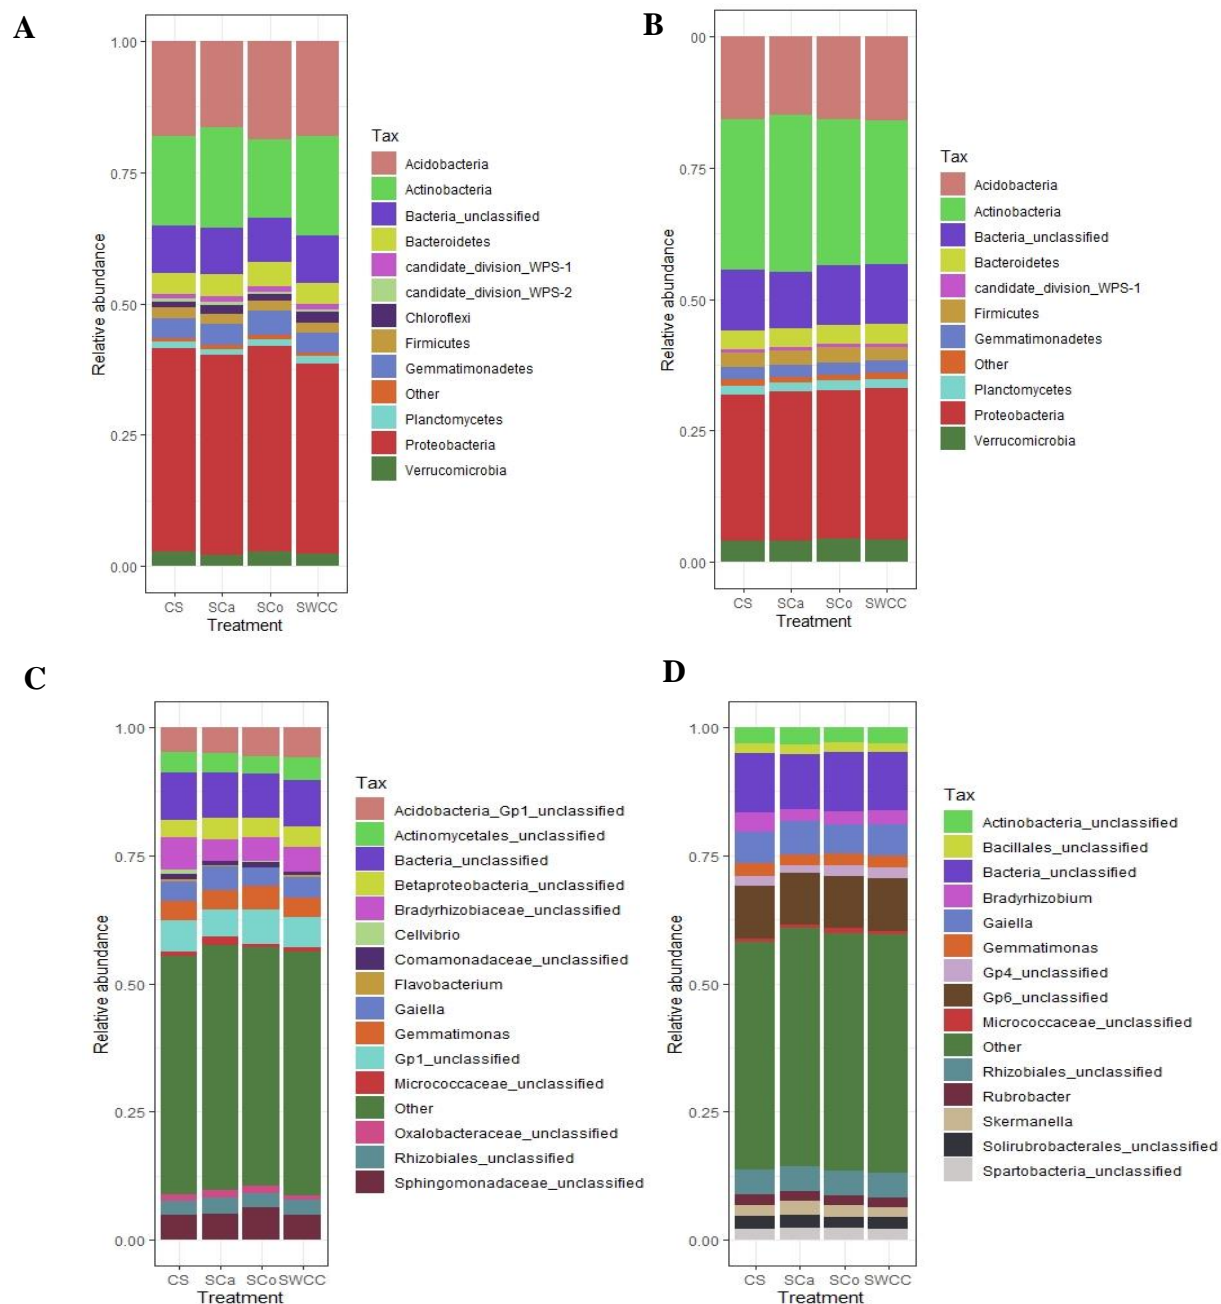 A
1.00
0.75
0.50
0.25
0.00
Relative abundance
CS SCa SCo SWCC
Treatment
Tax
Acidobacteria
Actinobacteria
Bacteria_unclassified
Bacteroidetes
candidate_division_WPS-1
candidate_division_WPS-2
Chloroflexi
Firmicutes
Gemmatimonadetes
Other
Planctomycetes
Proteobacteria
Verrucomicrobia
B
00
0.75
0.50
0.25
0.00
Relative abundance
CS SCa SCo SWCC
Treatment
Tax
Acidobacteria
Actinobacteria
Bacteria_unclassified
Bacteroidetes
candidate_division_WPS-1
Firmicutes
Gemmatimonadetes
Other
Planctomycetes
Proteobacteria
Verrucomicrobia
C
1.00
0.75
0.50
0.25
0.00
Relative abundance
CS SCa SCo SWCC
Treatment
Tax
Acidobacteria_Gp1_unclassified
Actinomycetales_unclassified
Bacteria_unclassified
Betaproteobacteria_unclassified
Bradyrhizobiaceae_unclassified
Cellvibrio
Comamonadaceae_unclassified
Flavobacterium
Gaiella
Gemmatimonas
Gp1_unclassified
Micrococcaceae_unclassified
Other
Oxalobacteraceae_unclassified
Rhizobiales_unclassified
Sphingomonadaceae_unclassified
D
1.00
0.75
0.50
0.25
0.00
Relative abundance
CS SCa SCo SWCC
Treatment
Tax
Actinobacteria_unclassified
Bacillales_unclassified
Bacteria_unclassified
Bradyrhizobium
Gaiella
Gemmatimonas
Gp4_unclassified
Gp6_unclassified
Micrococcaceae_unclassified
Other
Rhizobiales_unclassified
Rubrobacter
Skermanella
Solirubrobacterales_unclassified
Spartobacteria_unclassified